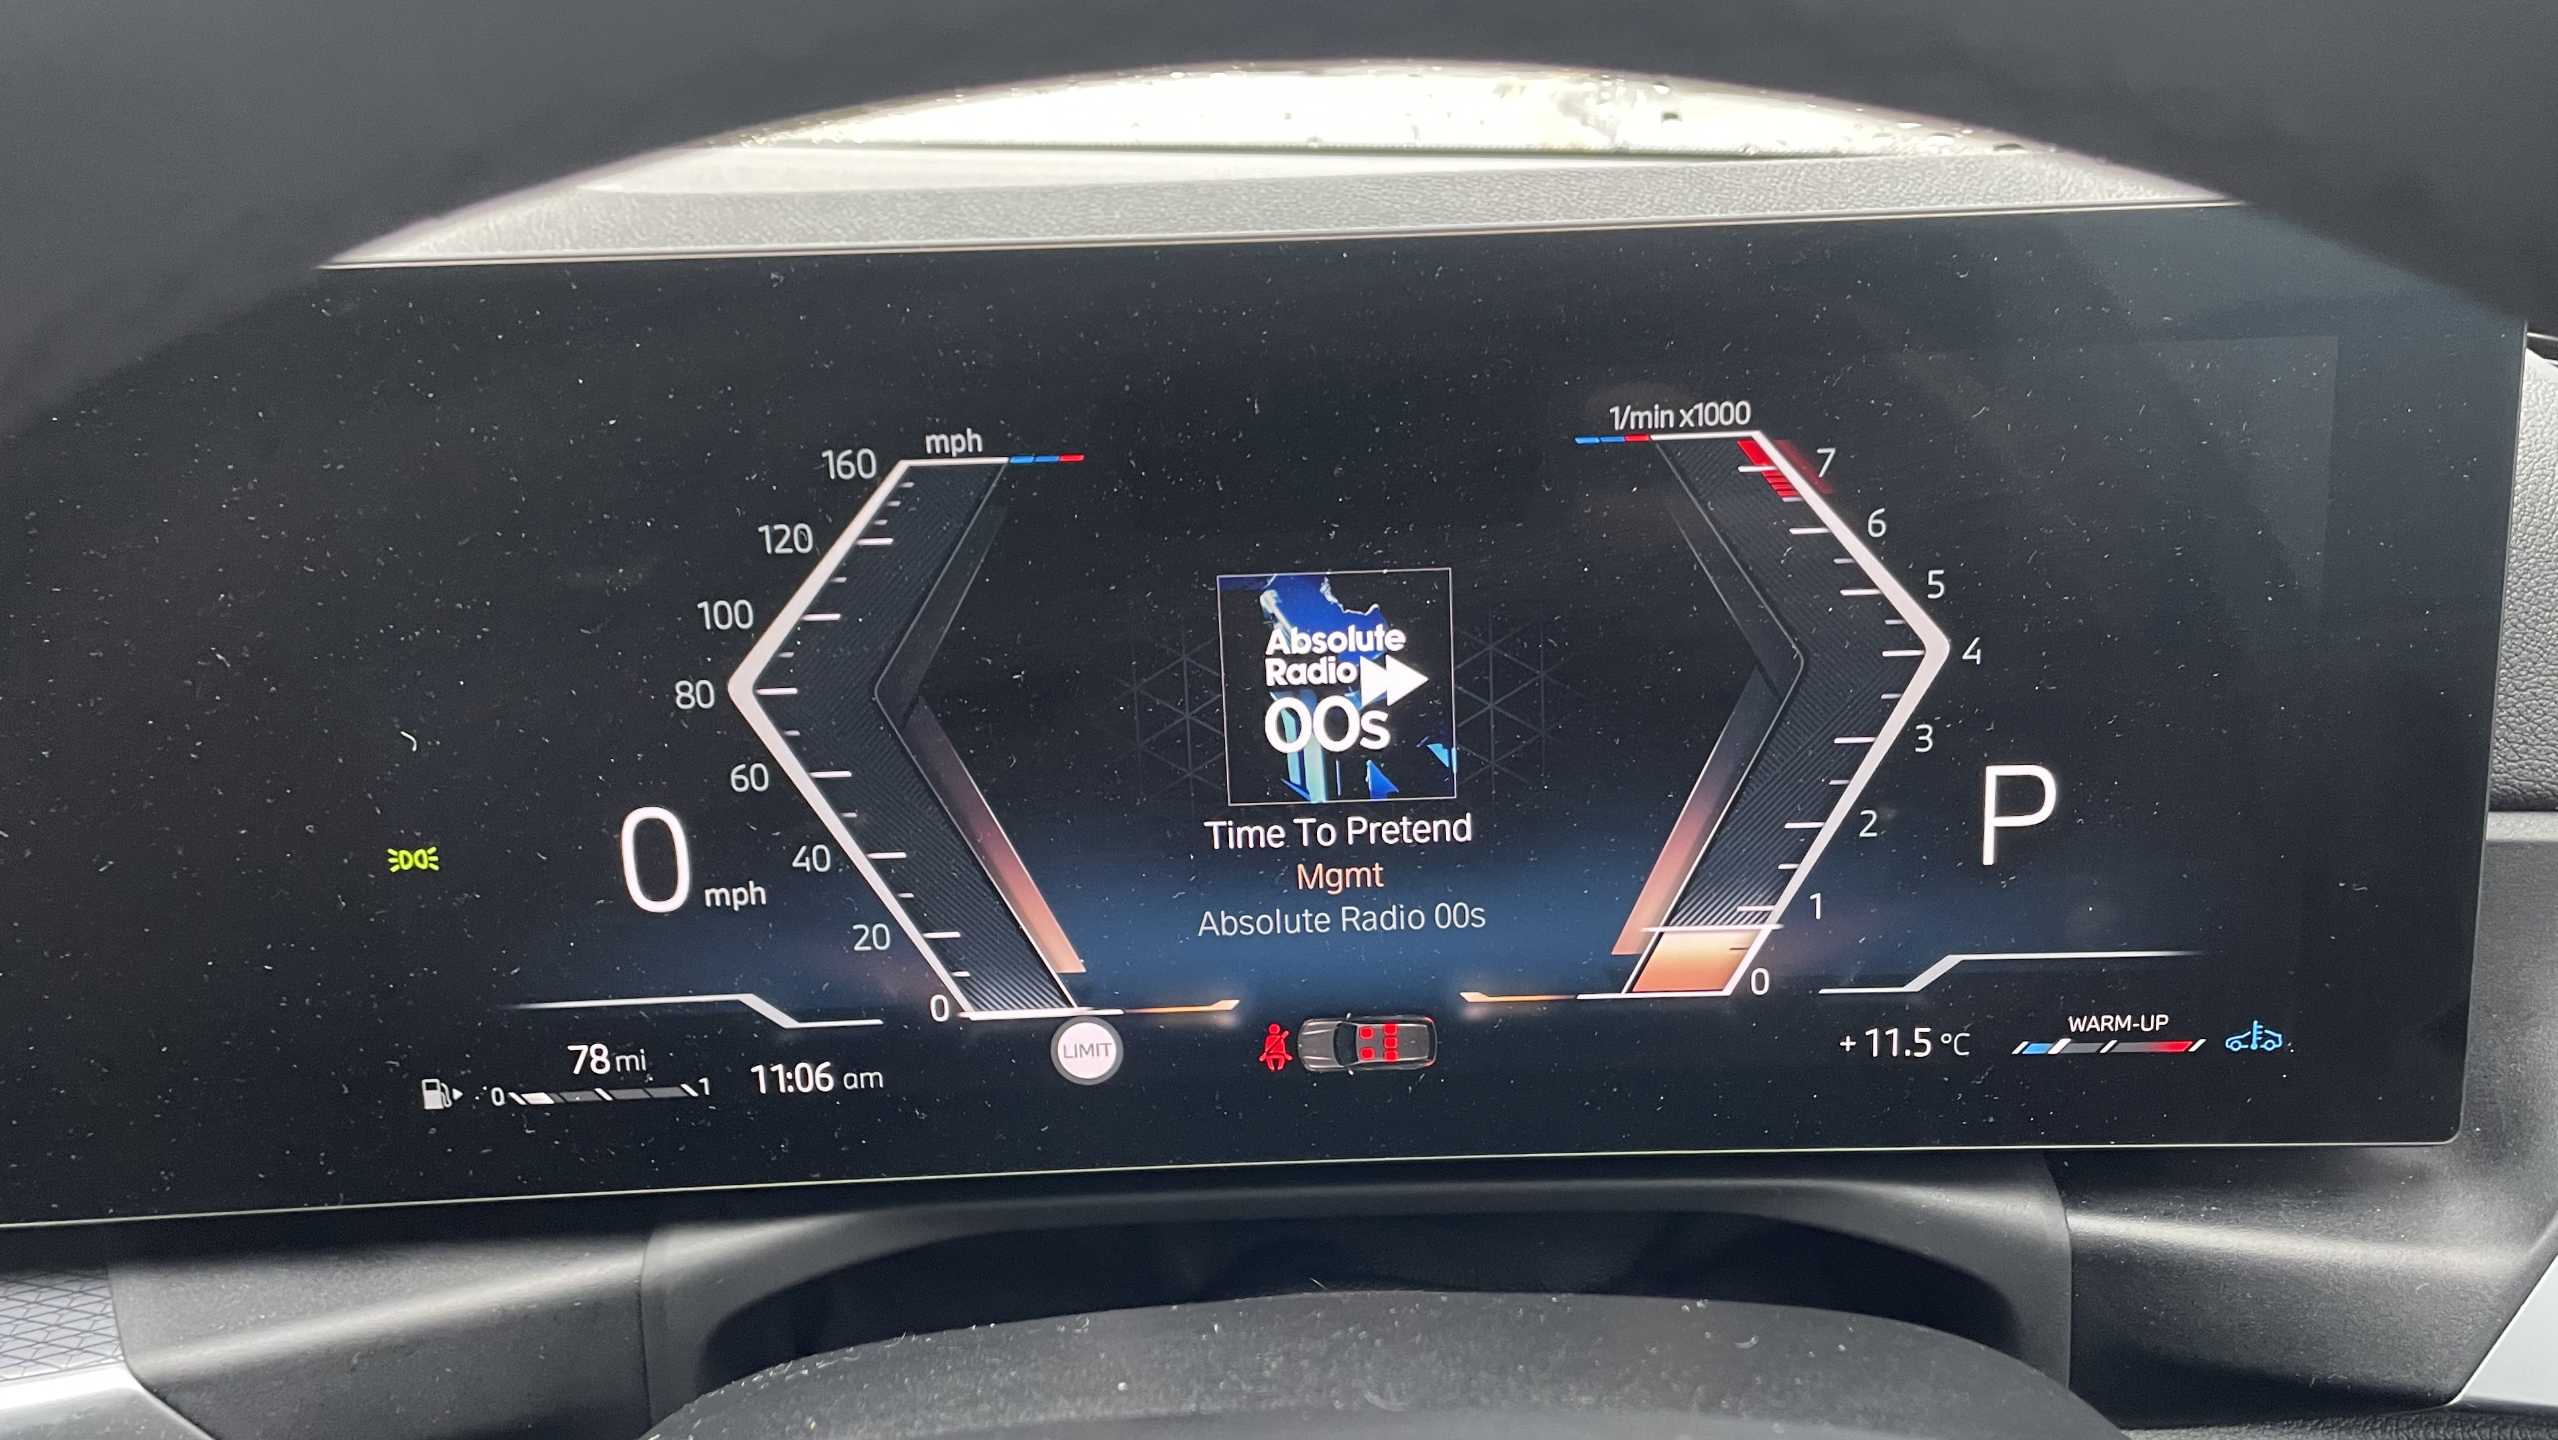 mph
160
120
100
80
60
40
20
0
0 mph
1/min x1000
7
6
5
4
3
2
1
0
P
Absolute
Radio
00s
Time To Pretend
Mgmt
Absolute Radio 00s
78 mi
0 1
11:06 am
LIMIT
+ 11.5 °C
WARM-UP